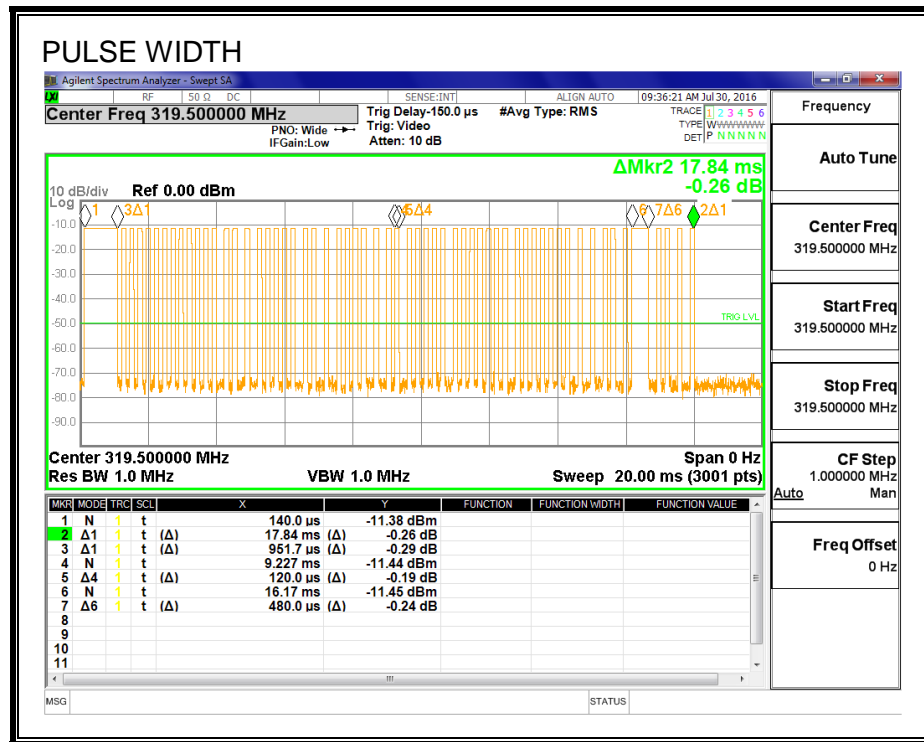 PULSE WIDTH
Agilent Spectrum Analyzer - Swept SA
LXI RF 50 Ω DC SENSE:INT ALIGN AUTO 09:36:21 AM Jul 30, 2016
Center Freq 319.500000 MHz
PNO: Wide
IFGain:Low
Trig Delay-150.0 µs
Trig: Video
Atten: 10 dB
#Avg Type: RMS
TRACE 1 2 3 4 5 6
TYPE WWWWWWW
DET P N N N N N
Frequency
ΔMkr2 17.84 ms
-0.26 dB
10 dB/div Ref 0.00 dBm
Log
1 3Δ1 5Δ4 6 7Δ6 2Δ1
-10.0
-20.0
-30.0
-40.0
-50.0
TRIG LVL
-60.0
-70.0
-80.0
-90.0
Center 319.500000 MHz Span 0 Hz
Res BW 1.0 MHz VBW 1.0 MHz Sweep 20.00 ms (3001 pts)
MKR MODE TRC SCL X Y FUNCTION FUNCTION WIDTH FUNCTION VALUE
1 N 1 t 140.0 µs -11.38 dBm
2 Δ1 1 t (Δ) 17.84 ms (Δ) -0.26 dB
3 Δ1 1 t (Δ) 951.7 µs (Δ) -0.29 dB
4 N 1 t 9.227 ms -11.44 dBm
5 Δ4 1 t (Δ) 120.0 µs (Δ) -0.19 dB
6 N 1 t 16.17 ms -11.45 dBm
7 Δ6 1 t (Δ) 480.0 µs (Δ) -0.24 dB
8
9
10
11
MSG STATUS
Auto Tune
Center Freq
319.500000 MHz
Start Freq
319.500000 MHz
Stop Freq
319.500000 MHz
CF Step
1.000000 MHz
Auto Man
Freq Offset
0 Hz